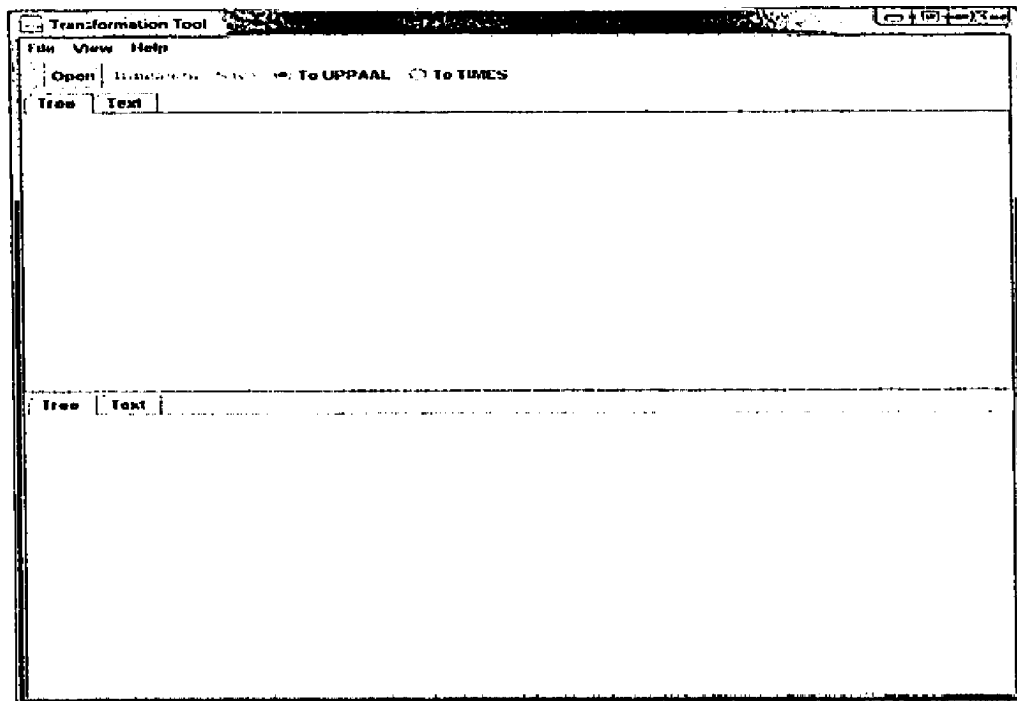 Transformation Tool
File View Help
Open To UPPAAL To TIMES
Tree Text
Tree Text